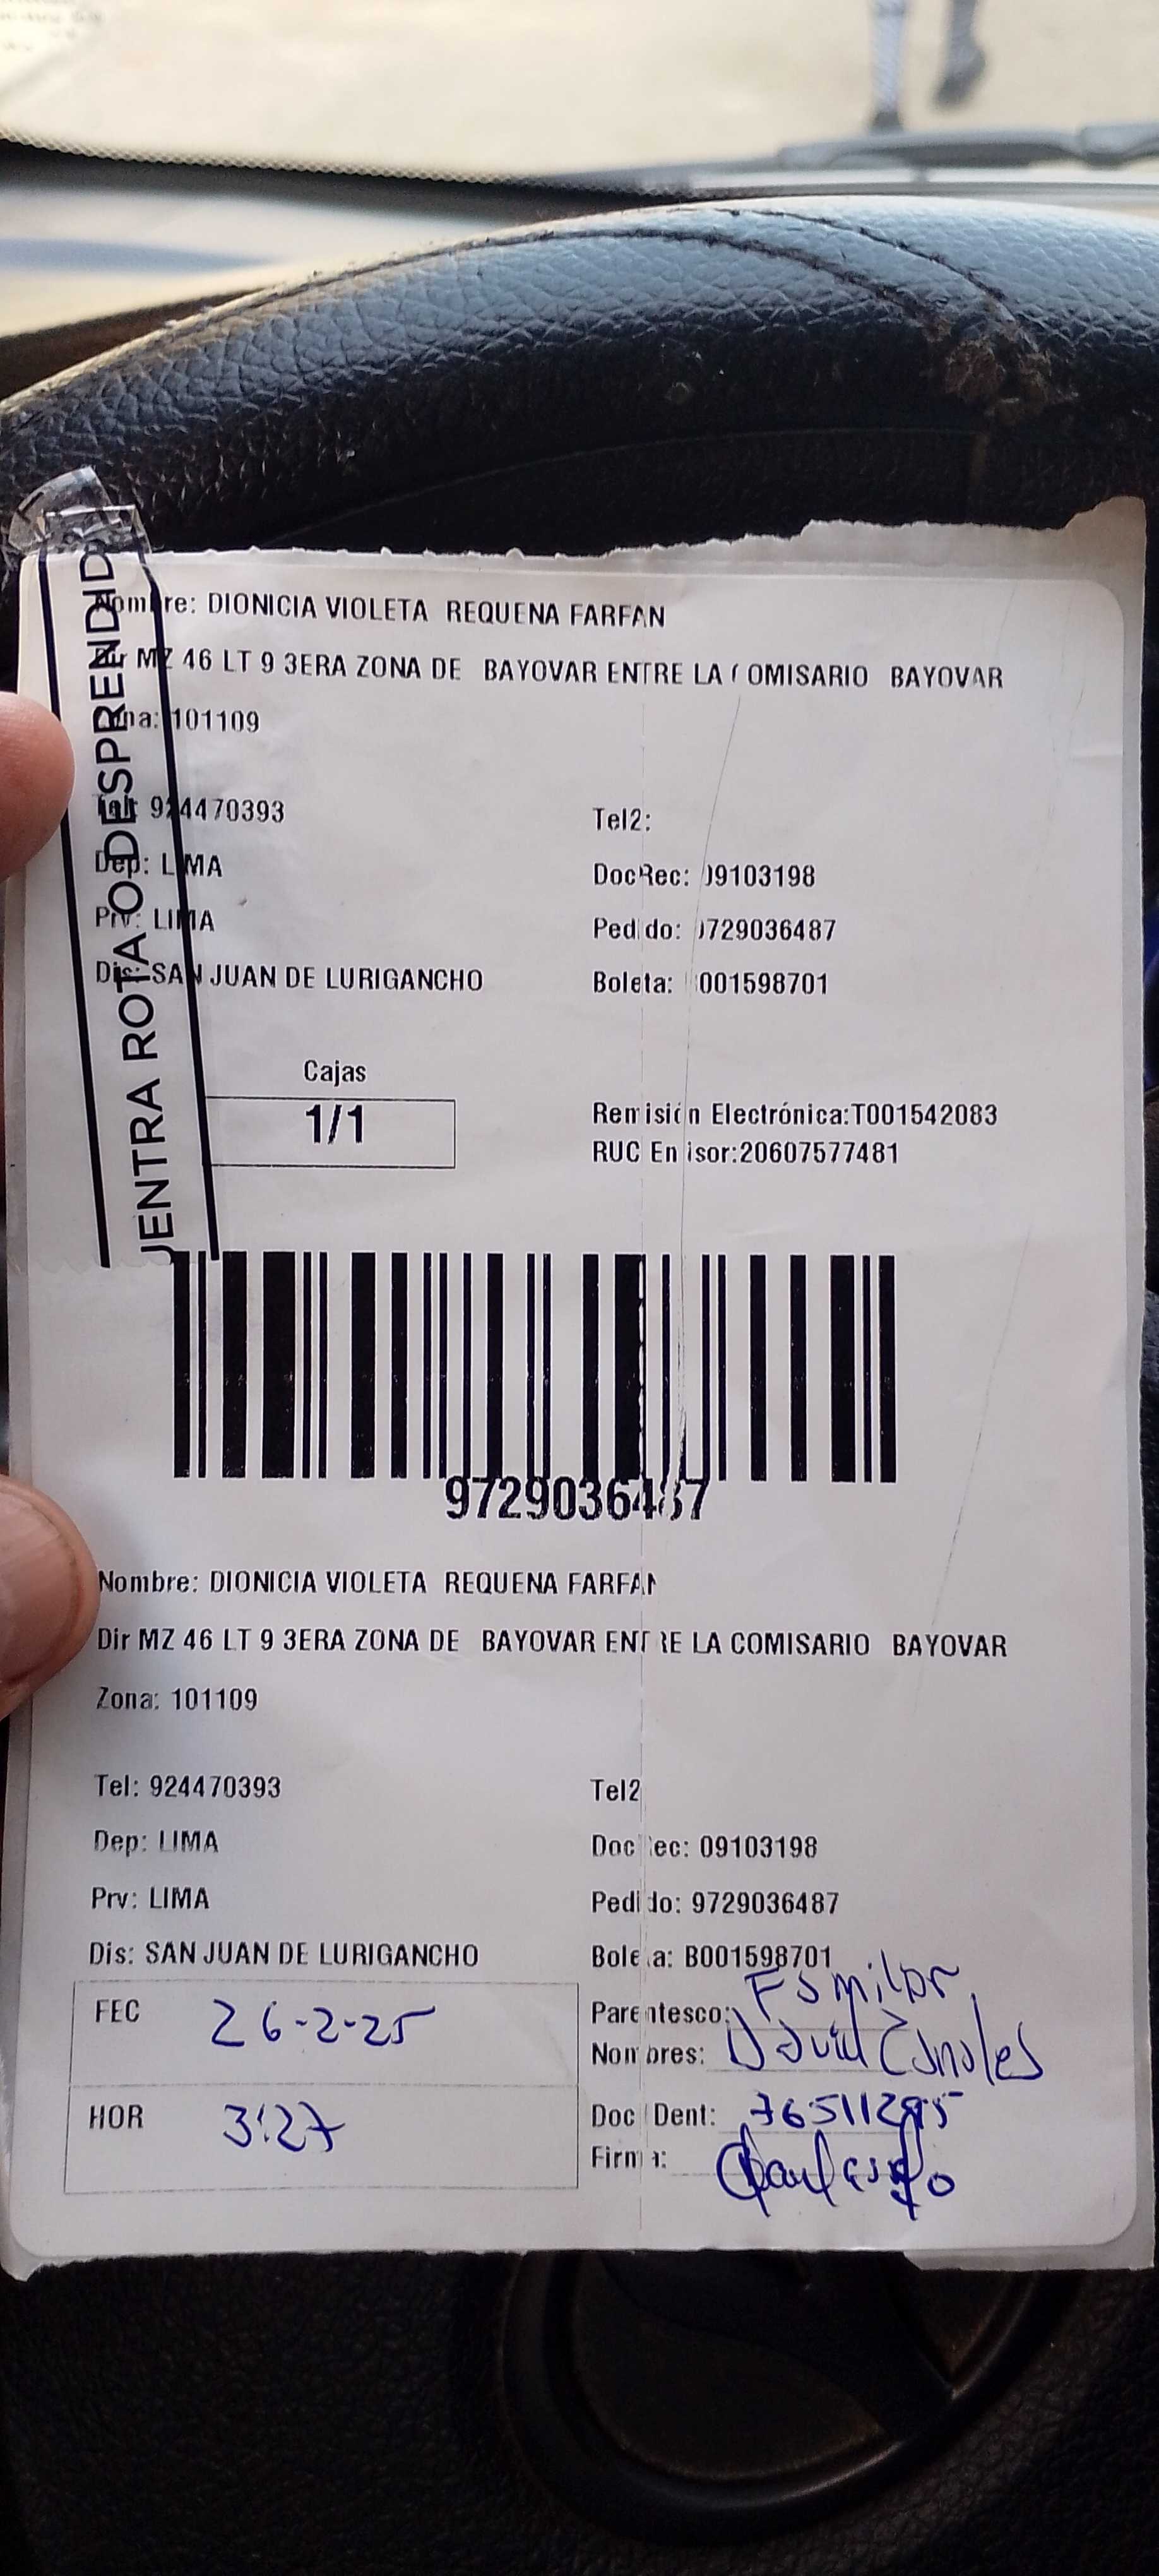 UENTRA ROTA O DESPRENDID
Nombre: DIONICIA VIOLETA REQUENA FARFAN
Dir MZ 46 LT 9 3ERA ZONA DE BAYOVAR ENTRE LA COMISARIO BAYOVAR
Zona: 101109
Tel: 924470393 Tel2:
Dep: LIMA DocRec: 09103198
Prv: LIMA Pedido: 9729036487
Dis: SAN JUAN DE LURIGANCHO Boleta: B001598701
Cajas
1/1
Remisión Electrónica:T001542083
RUC Emisor:20607577481
9729036487
Nombre: DIONICIA VIOLETA REQUENA FARFAN
Dir MZ 46 LT 9 3ERA ZONA DE BAYOVAR ENTRE LA COMISARIO BAYOVAR
Zona: 101109
Tel: 924470393 Tel2
Dep: LIMA DocRec: 09103198
Prv: LIMA Pedido: 9729036487
Dis: SAN JUAN DE LURIGANCHO Boleta: B001598701
FEC 26-2-25
Parentesco: Familar
Nombres: David
HOR 3:27
Doc Dent:
Firma: